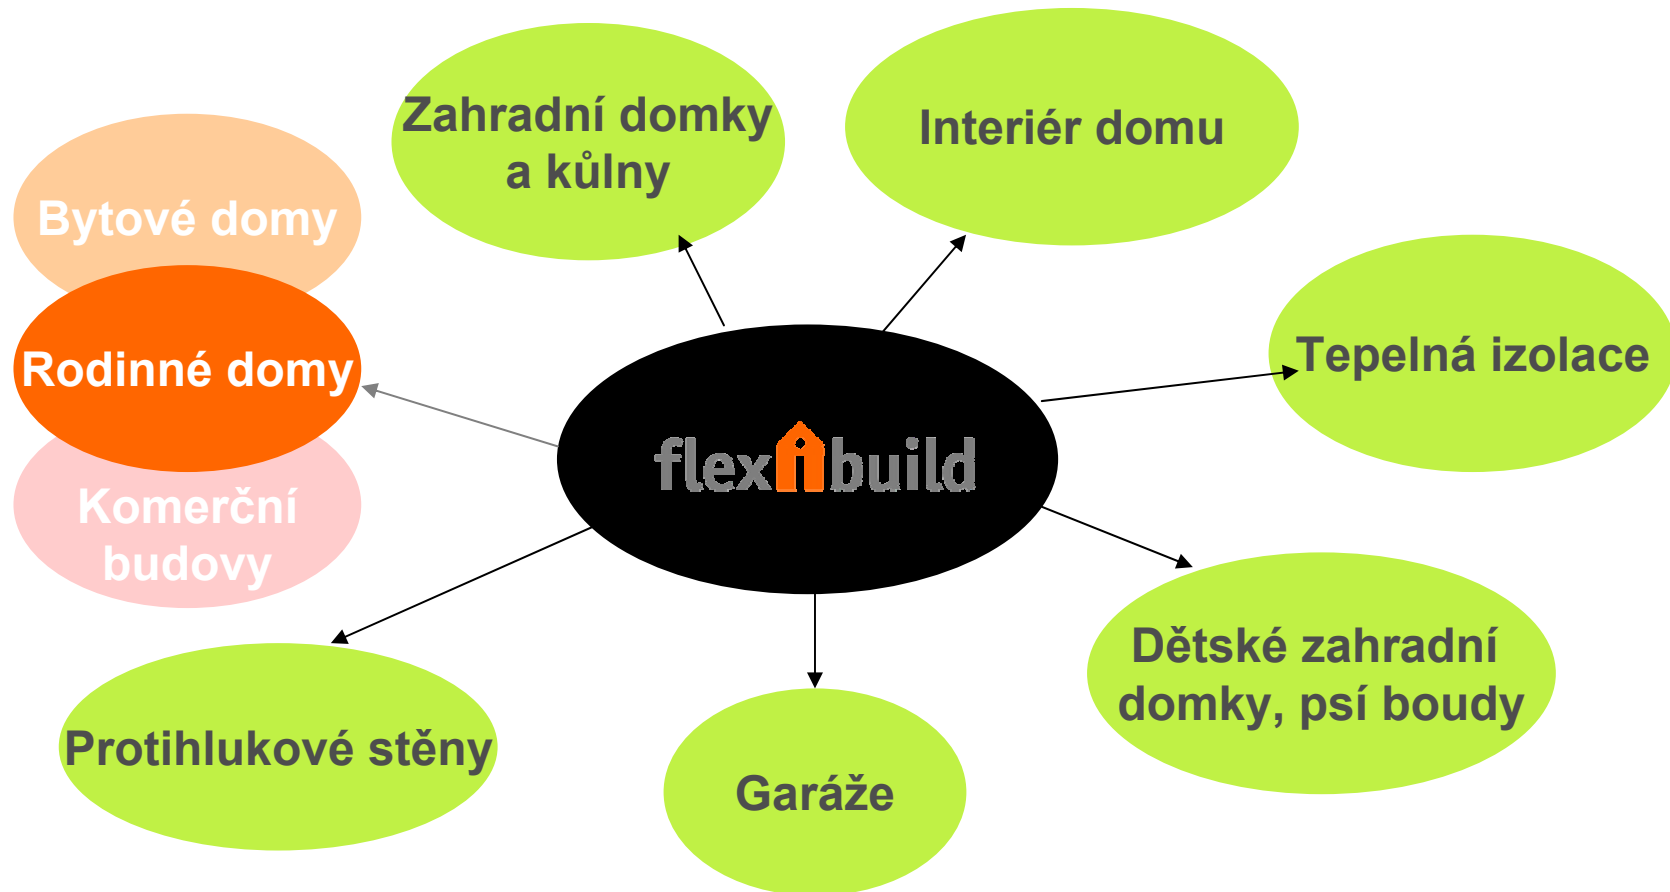 Zahradní domky
a kůlny
Interiér domu
Bytové domy
Rodinné domy
Komerční
budovy
Tepelná izolace
flexibuild
Dětské zahradní
domky, psí boudy
Protihlukové stěny
Garáže